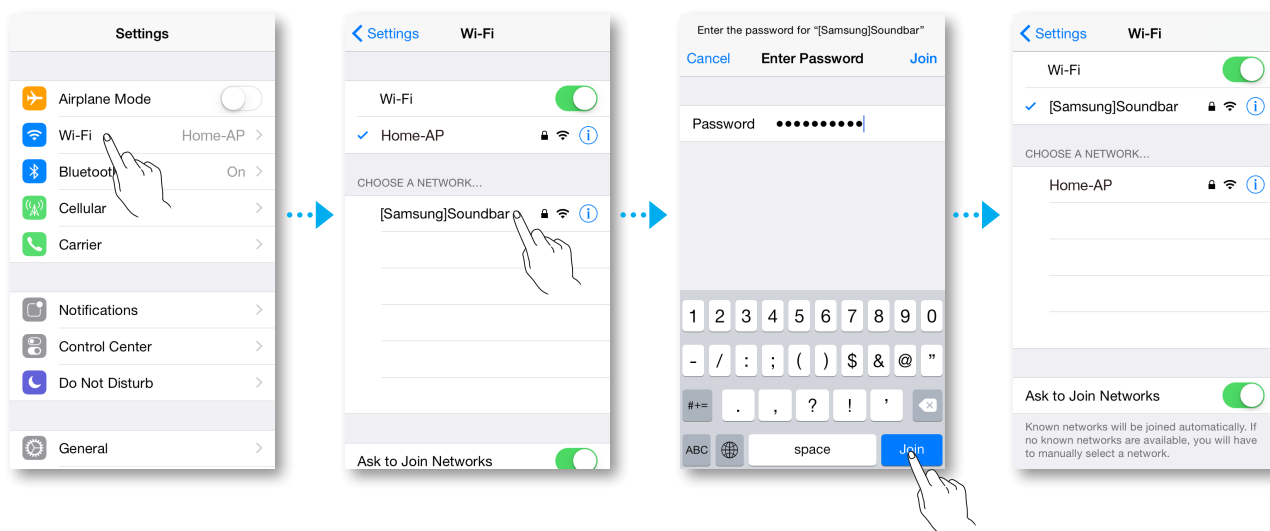 Settings
Airplane Mode
Wi-Fi Home-AP
Bluetoot On
Cellular
Carrier
Notifications
Control Center
Do Not Disturb
General
Settings Wi-Fi
Wi-Fi
Home-AP
CHOOSE A NETWORK...
[Samsung]Soundbar
Ask to Join Networks
Enter the password for “[Samsung]Soundbar”
Cancel Enter Password Join
Password ●●●●●●●●●●
1 2 3 4 5 6 7 8 9 0
- / : ; ( ) $ & @ ”
#+= . , ? ! ’
ABC space Join
Settings Wi-Fi
Wi-Fi
[Samsung]Soundbar
CHOOSE A NETWORK...
Home-AP
Ask to Join Networks
Known networks will be joined automatically. If
no known networks are available, you will have
to manually select a network.